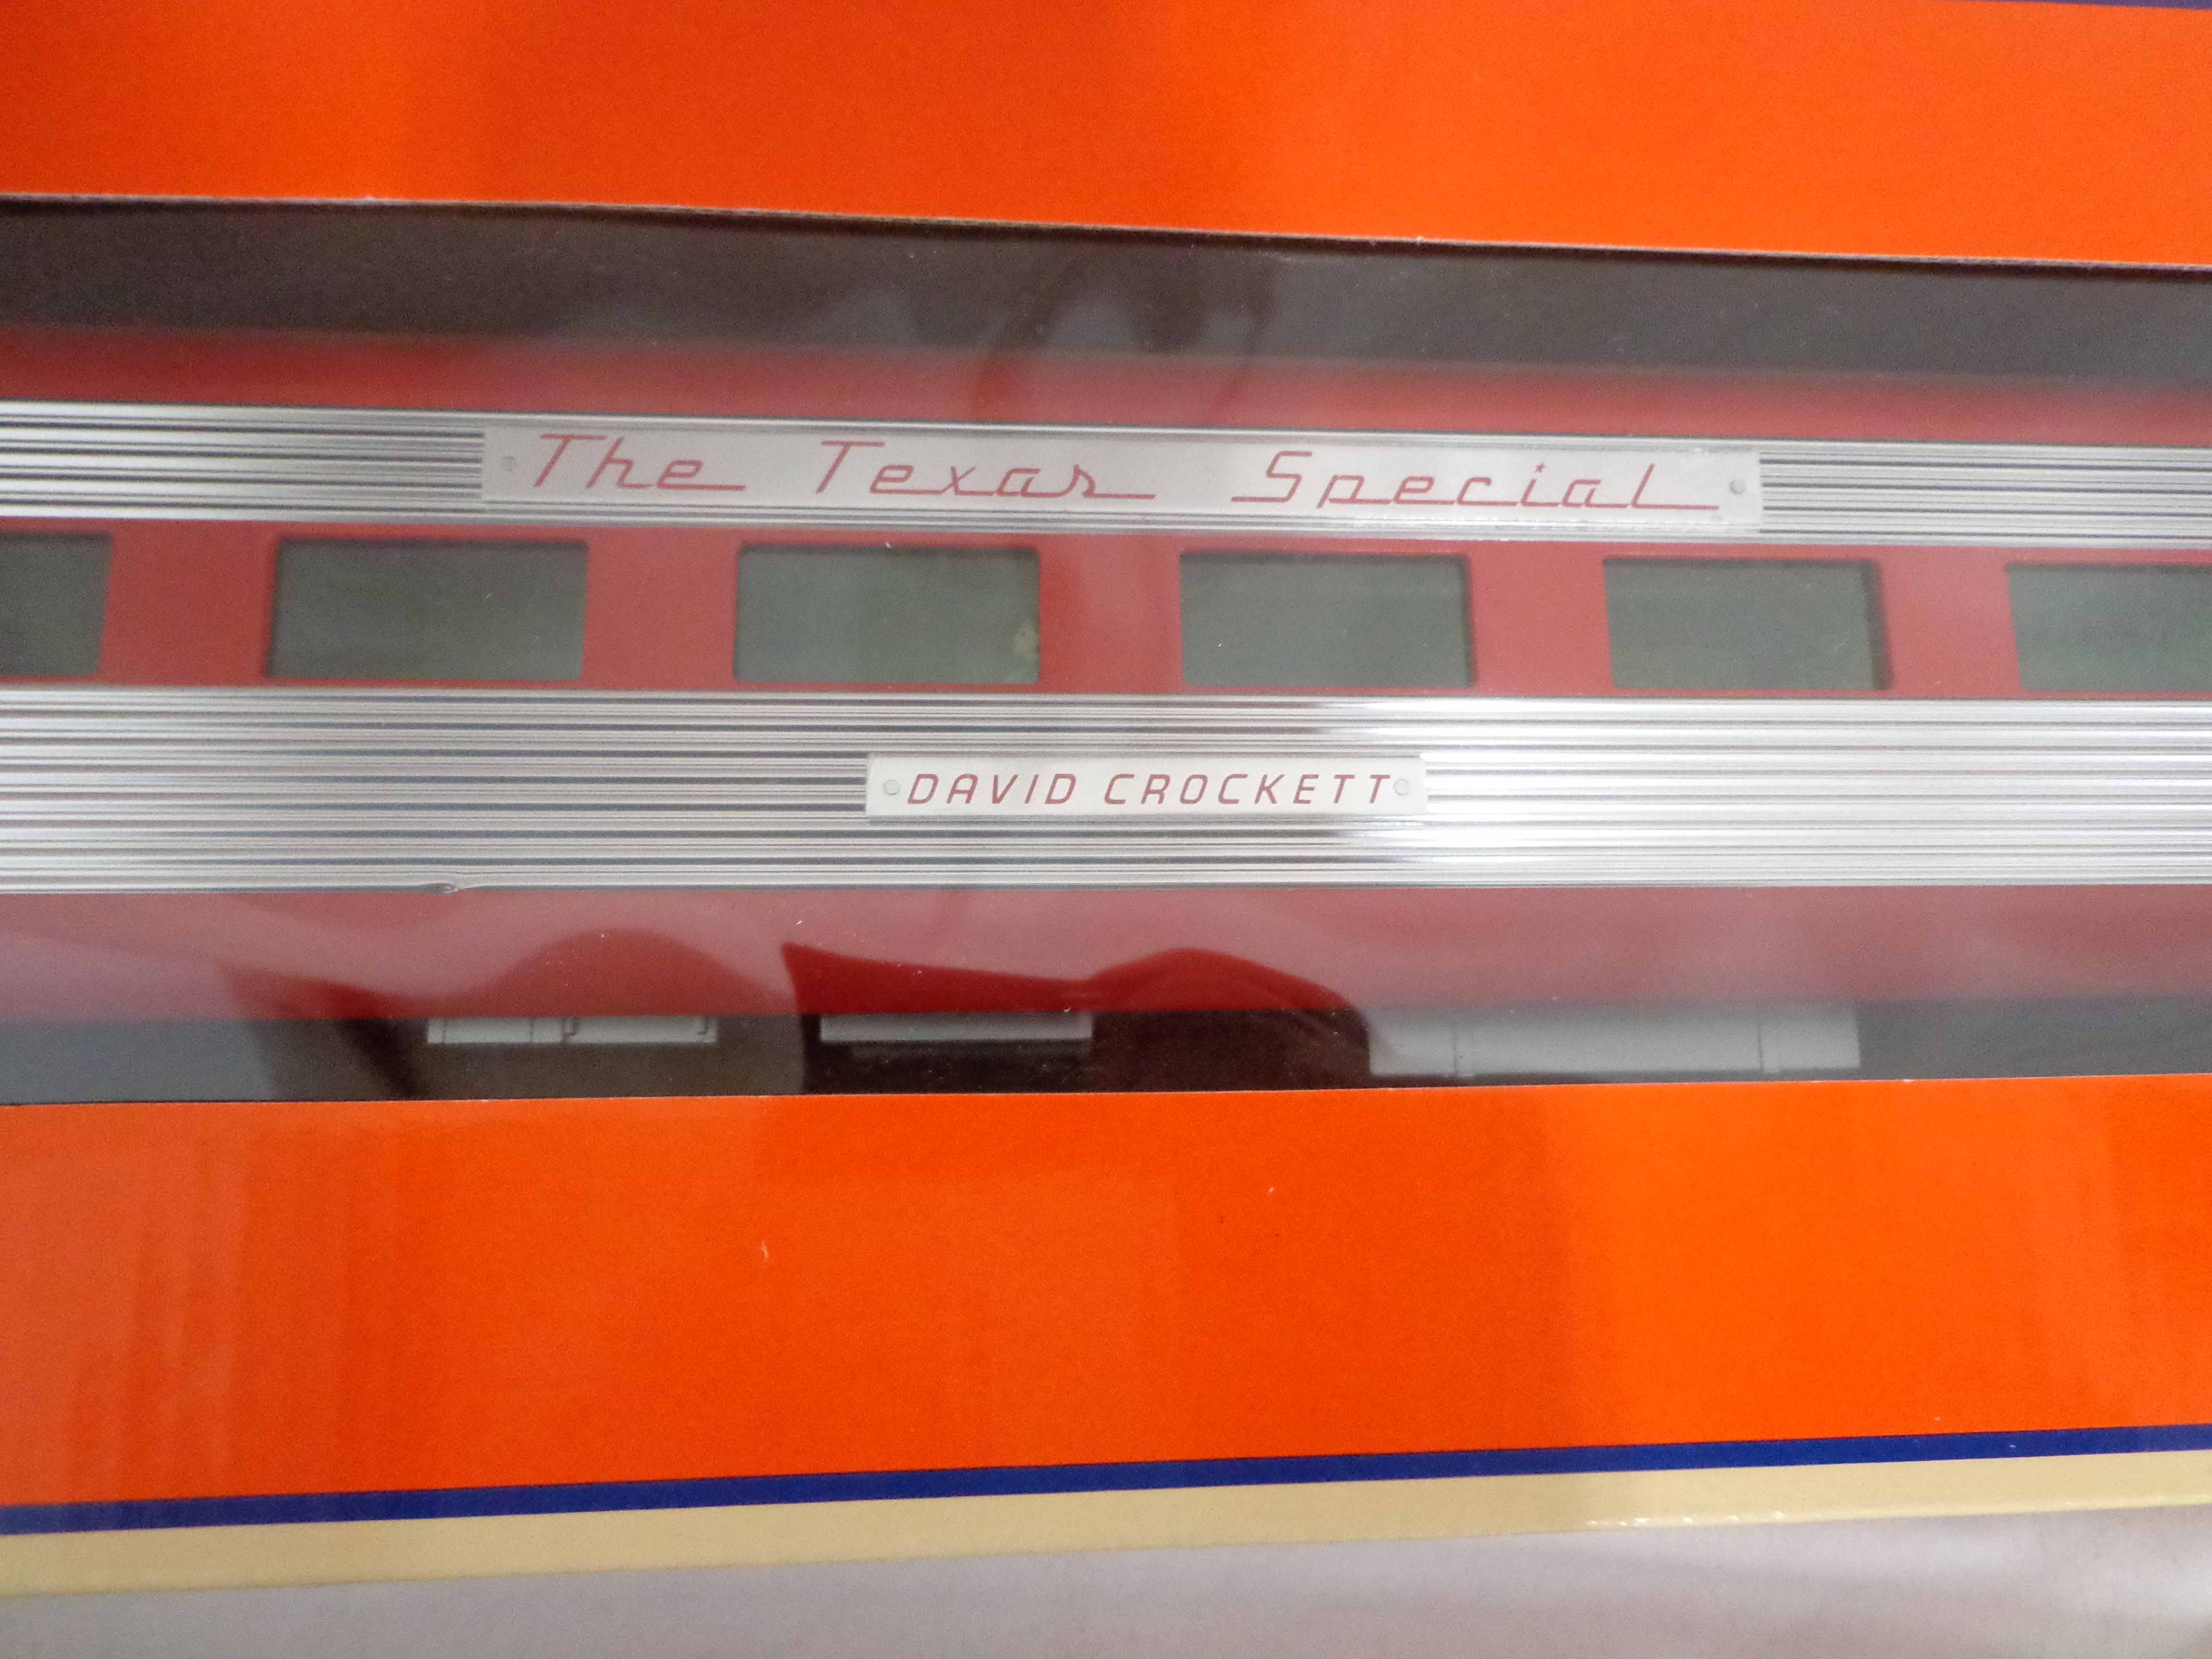 The Texas Special
DAVID CROCKETT